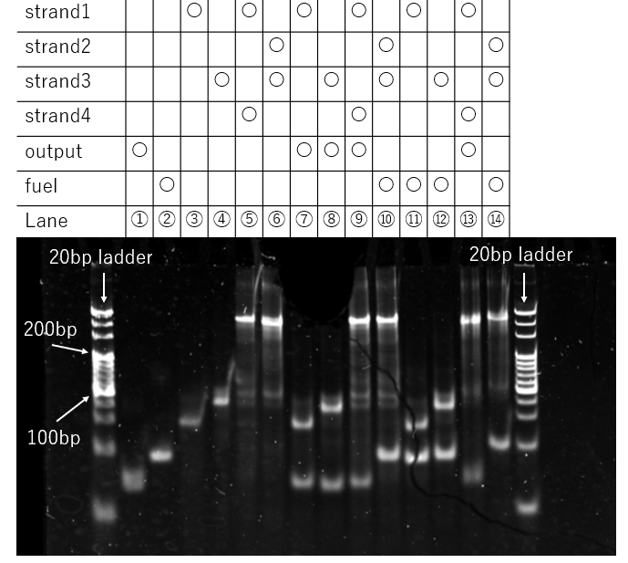 strand1 ○ ○ ○ ○ ○ ○
strand2 ○ ○ ○
strand3 ○ ○ ○ ○ ○ ○
strand4 ○ ○ ○
output ○ ○ ○ ○ ○
fuel ○ ○ ○ ○ ○
Lane ① ② ③ ④ ⑤ ⑥ ⑦ ⑧ ⑨ ⑩ ⑪ ⑫ ⑬ ⑭
20bp ladder 20bp ladder
200bp
100bp